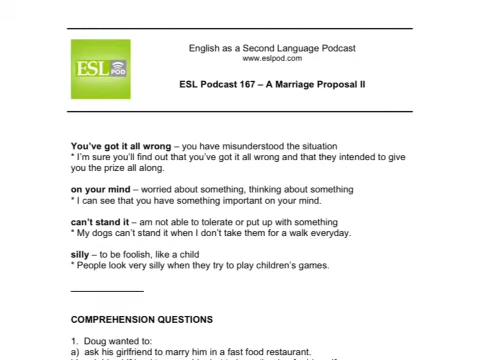 English as a Second Language Podcast
www.eslpod.com
ESL
POD
ESL Podcast 167 – A Marriage Proposal II
You've got it all wrong – you have misunderstood the situation
* I'm sure you'll find out that you've got it all wrong and that they intended to give
you the prize all along.
on your mind – worried about something, thinking about something
* I can see that you have something important on your mind.
can't stand it – am not able to tolerate or put up with something
* My dogs can't stand it when I don't take them for a walk everyday.
silly – to be foolish, like a child
* People look very silly when they try to play children's games.
COMPREHENSION QUESTIONS
1. Doug wanted to:
a) ask his girlfriend to marry him in a fast food restaurant.